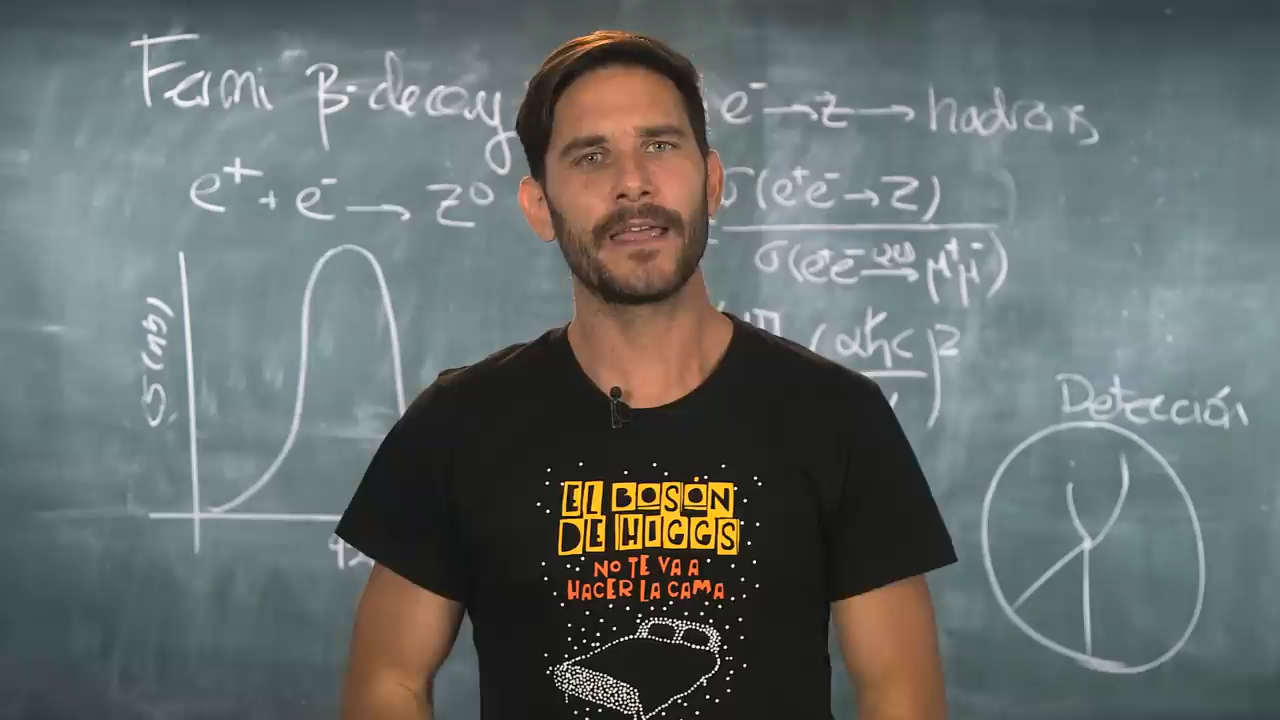 Fermi β-decay
e⁻→Z→hadrons
e⁺ + e⁻ → Z⁰
σ(e⁺e⁻→Z)
σ(e⁺e⁻ → μ⁺μ⁻)
(αħc)²
σ(nb)
Detección
EL BOSÓN
DE HIGGS
NO TE VA A
HACER LA CAMA